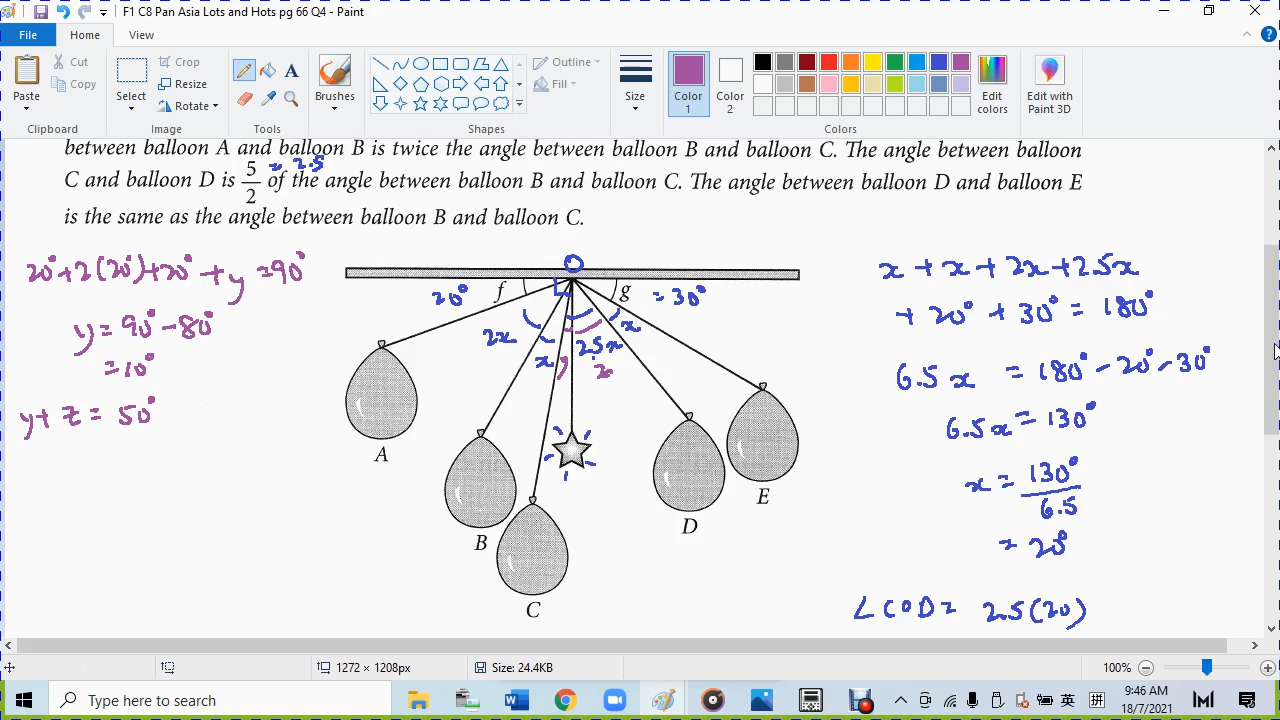 F1 C8 Pan Asia Lots and Hots pg 66 Q4 - Paint
File Home View
Paste Cut Copy Clipboard
Select Crop Resize Rotate Image
Tools
Brushes
Outline Fill Shapes
Size
Color 1 Color 2 Edit colors Colors
Edit with Paint 3D
between balloon A and balloon B is twice the angle between balloon B and balloon C. The angle between balloon
= 2.5
C and balloon D is 5/2 of the angle between balloon B and balloon C. The angle between balloon D and balloon E
is the same as the angle between balloon B and balloon C.
20° + 2(20°) + 20° + y = 90°
y = 90° - 80°
= 10°
y + z = 50°
O
20° f g = 30°
2x x y 2.5x z x
A
B
C
D
E
x + x + 2x + 2.5x
+ 20° + 30° = 180°
6.5x = 180° - 20° - 30°
6.5x = 130°
x = 130°/6.5
= 20°
∠COD = 2.5(20)
1272 × 1208px Size: 24.4KB 100%
Type here to search
英 拼
9:46 AM
18/7/2021